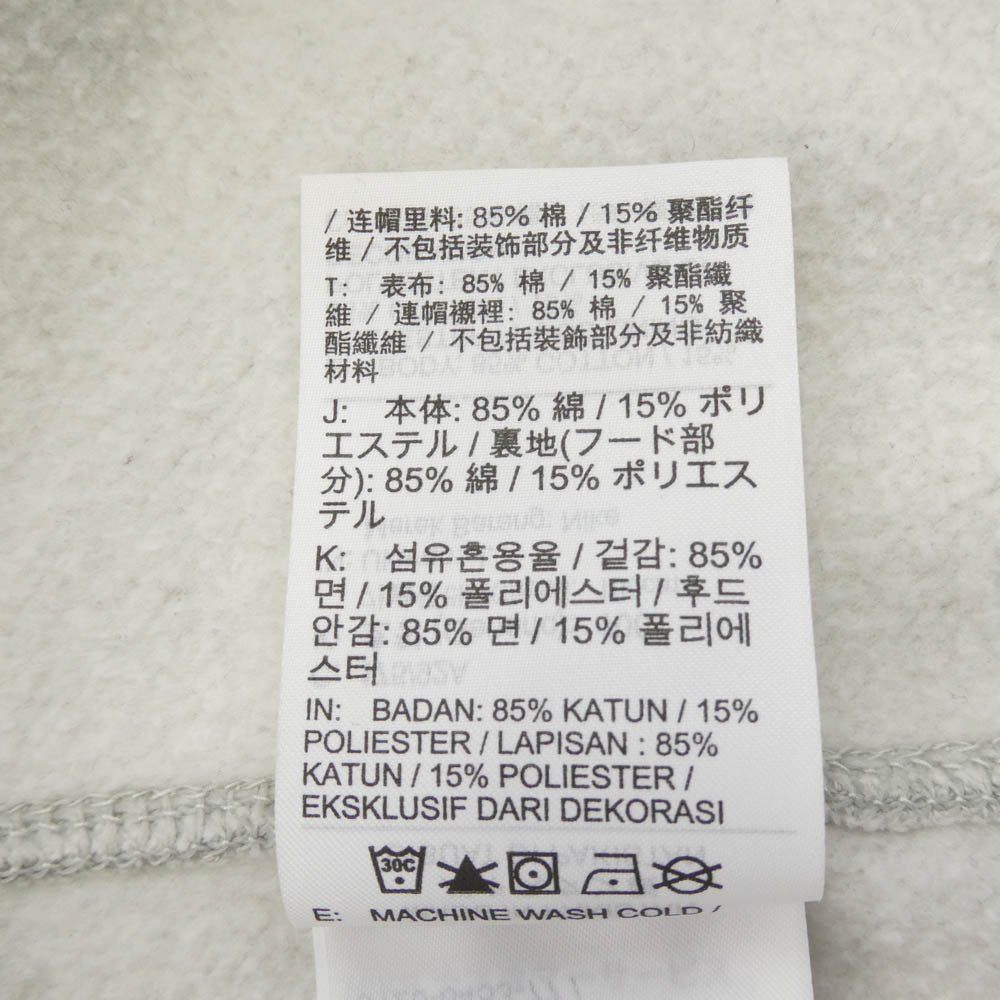 / 连帽里料: 85% 棉 / 15% 聚酯纤
维 / 不包括装饰部分及非纤维物质
T: 表布: 85% 棉 / 15% 聚酯纖
維 / 連帽襯裡: 85% 棉 / 15% 聚
酯纖維 / 不包括裝飾部分及非紡織
材料
J: 本体: 85% 綿 / 15% ポリ
エステル / 裏地(フード部
分): 85% 綿 / 15% ポリエス
テル
K: 섬유혼용율 / 겉감: 85%
면 / 15% 폴리에스터 / 후드
안감: 85% 면 / 15% 폴리에
스터
IN: BADAN: 85% KATUN / 15%
POLIESTER / LAPISAN : 85%
KATUN / 15% POLIESTER /
EKSKLUSIF DARI DEKORASI
30C
E: MACHINE WASH COLD /